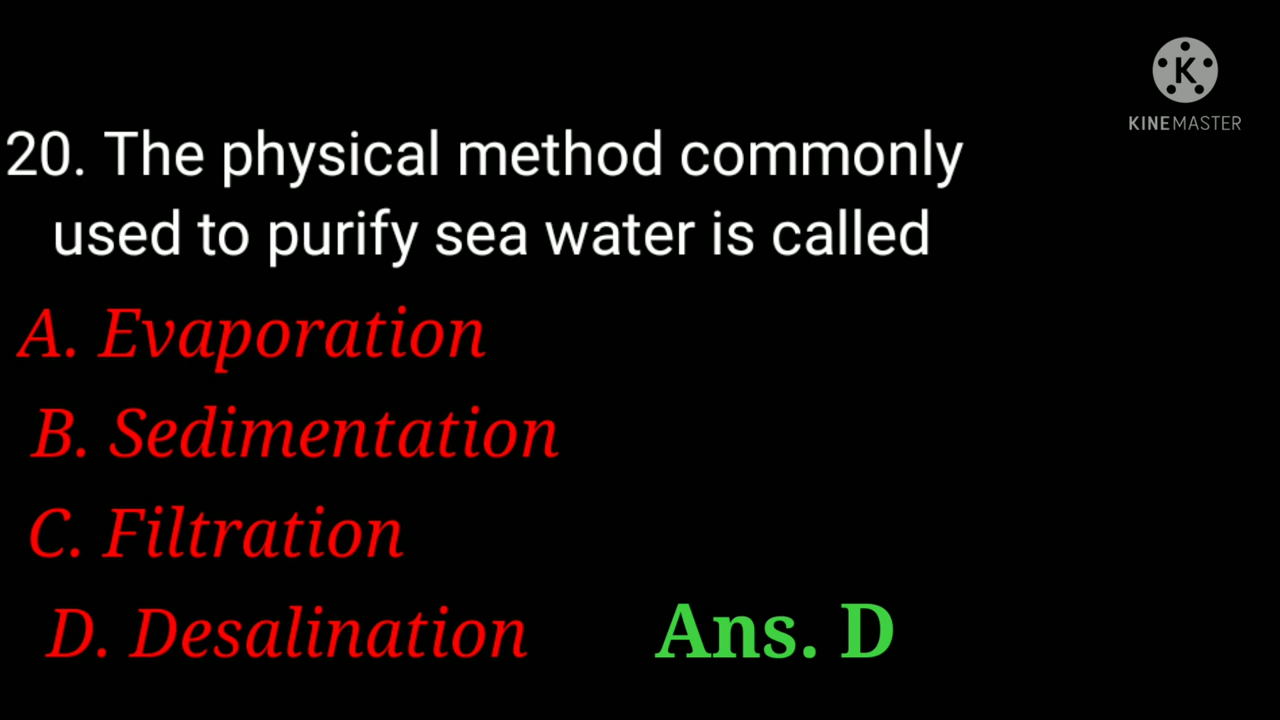 K
KINEMASTER
20. The physical method commonly
used to purify sea water is called
A. Evaporation
B. Sedimentation
C. Filtration
D. Desalination Ans. D